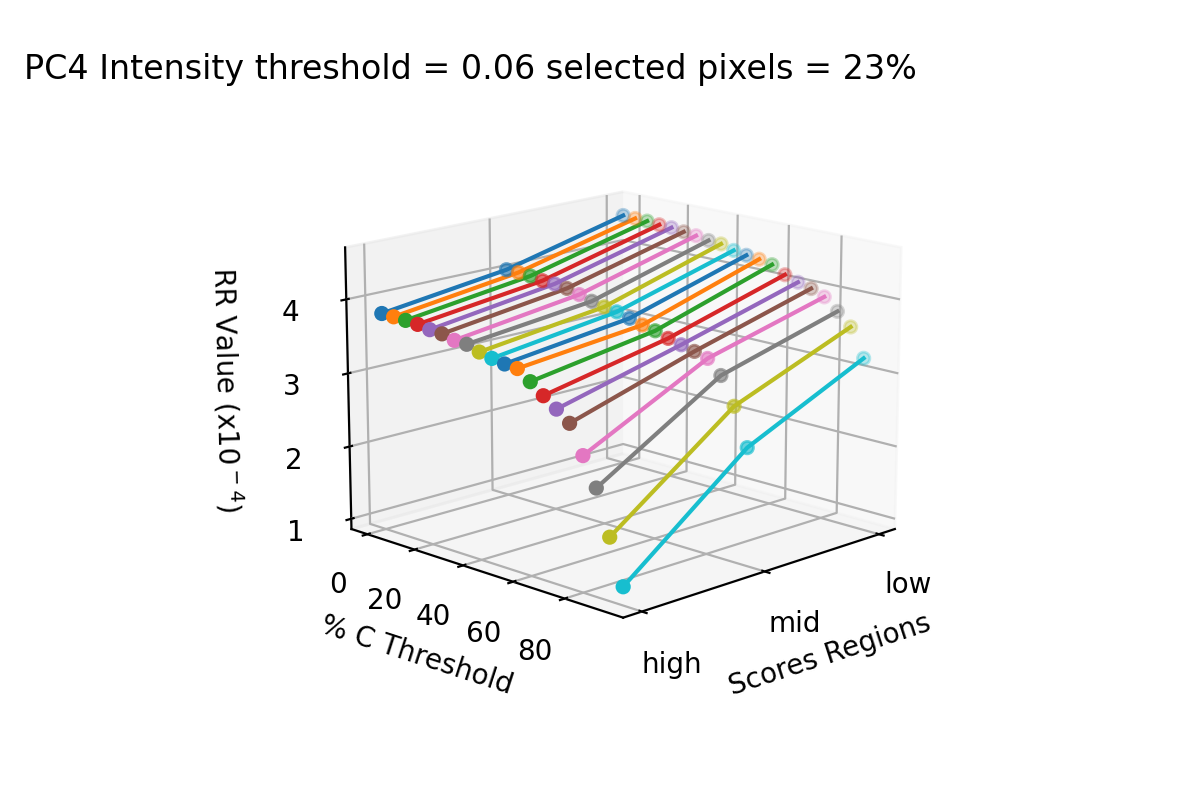 PC4 Intensity threshold = 0.06 selected pixels = 23%
RR Value (x10⁻⁴)
4
3
2
1
0
20
40
60
80
% C Threshold
high
mid
low
Scores Regions